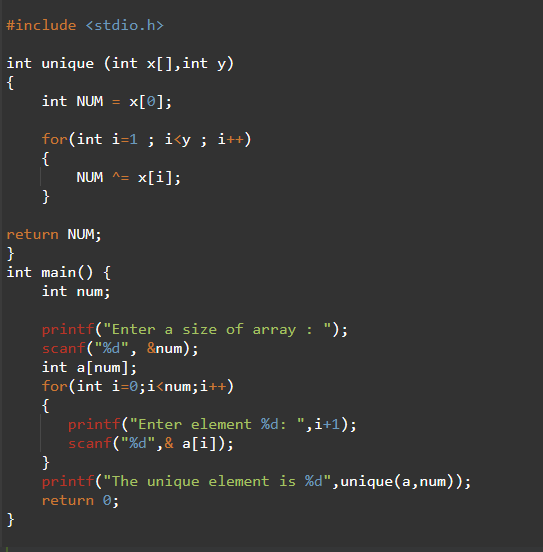 #include <stdio.h>
int unique (int x[],int y)
{
int NUM = x[0];
for(int i=1 ; i<y ; i++)
{
NUM ^= x[i];
}
return NUM;
}
int main() {
int num;
printf("Enter a size of array : ");
scanf("%d", &num);
int a[num];
for(int i=0;i<num;i++)
{
printf("Enter element %d: ",i+1);
scanf("%d",& a[i]);
}
printf("The unique element is %d",unique(a,num));
return 0;
}